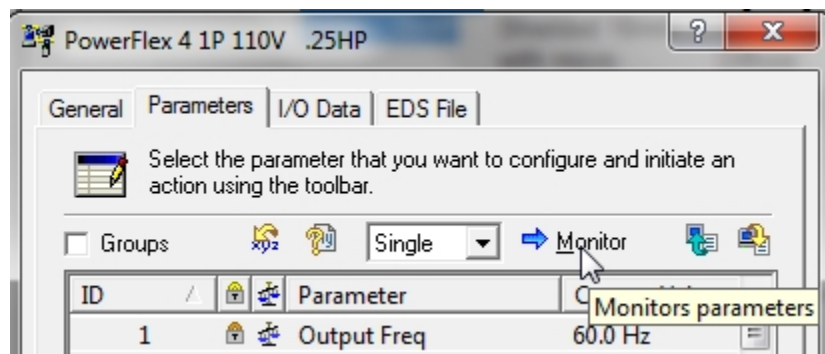 PowerFlex 4 1P 110V .25HP
General Parameters I/O Data EDS File
Select the parameter that you want to configure and initiate an
action using the toolbar.
Groups Single Monitor
ID Parameter
Monitors parameters
1 Output Freq 60.0 Hz